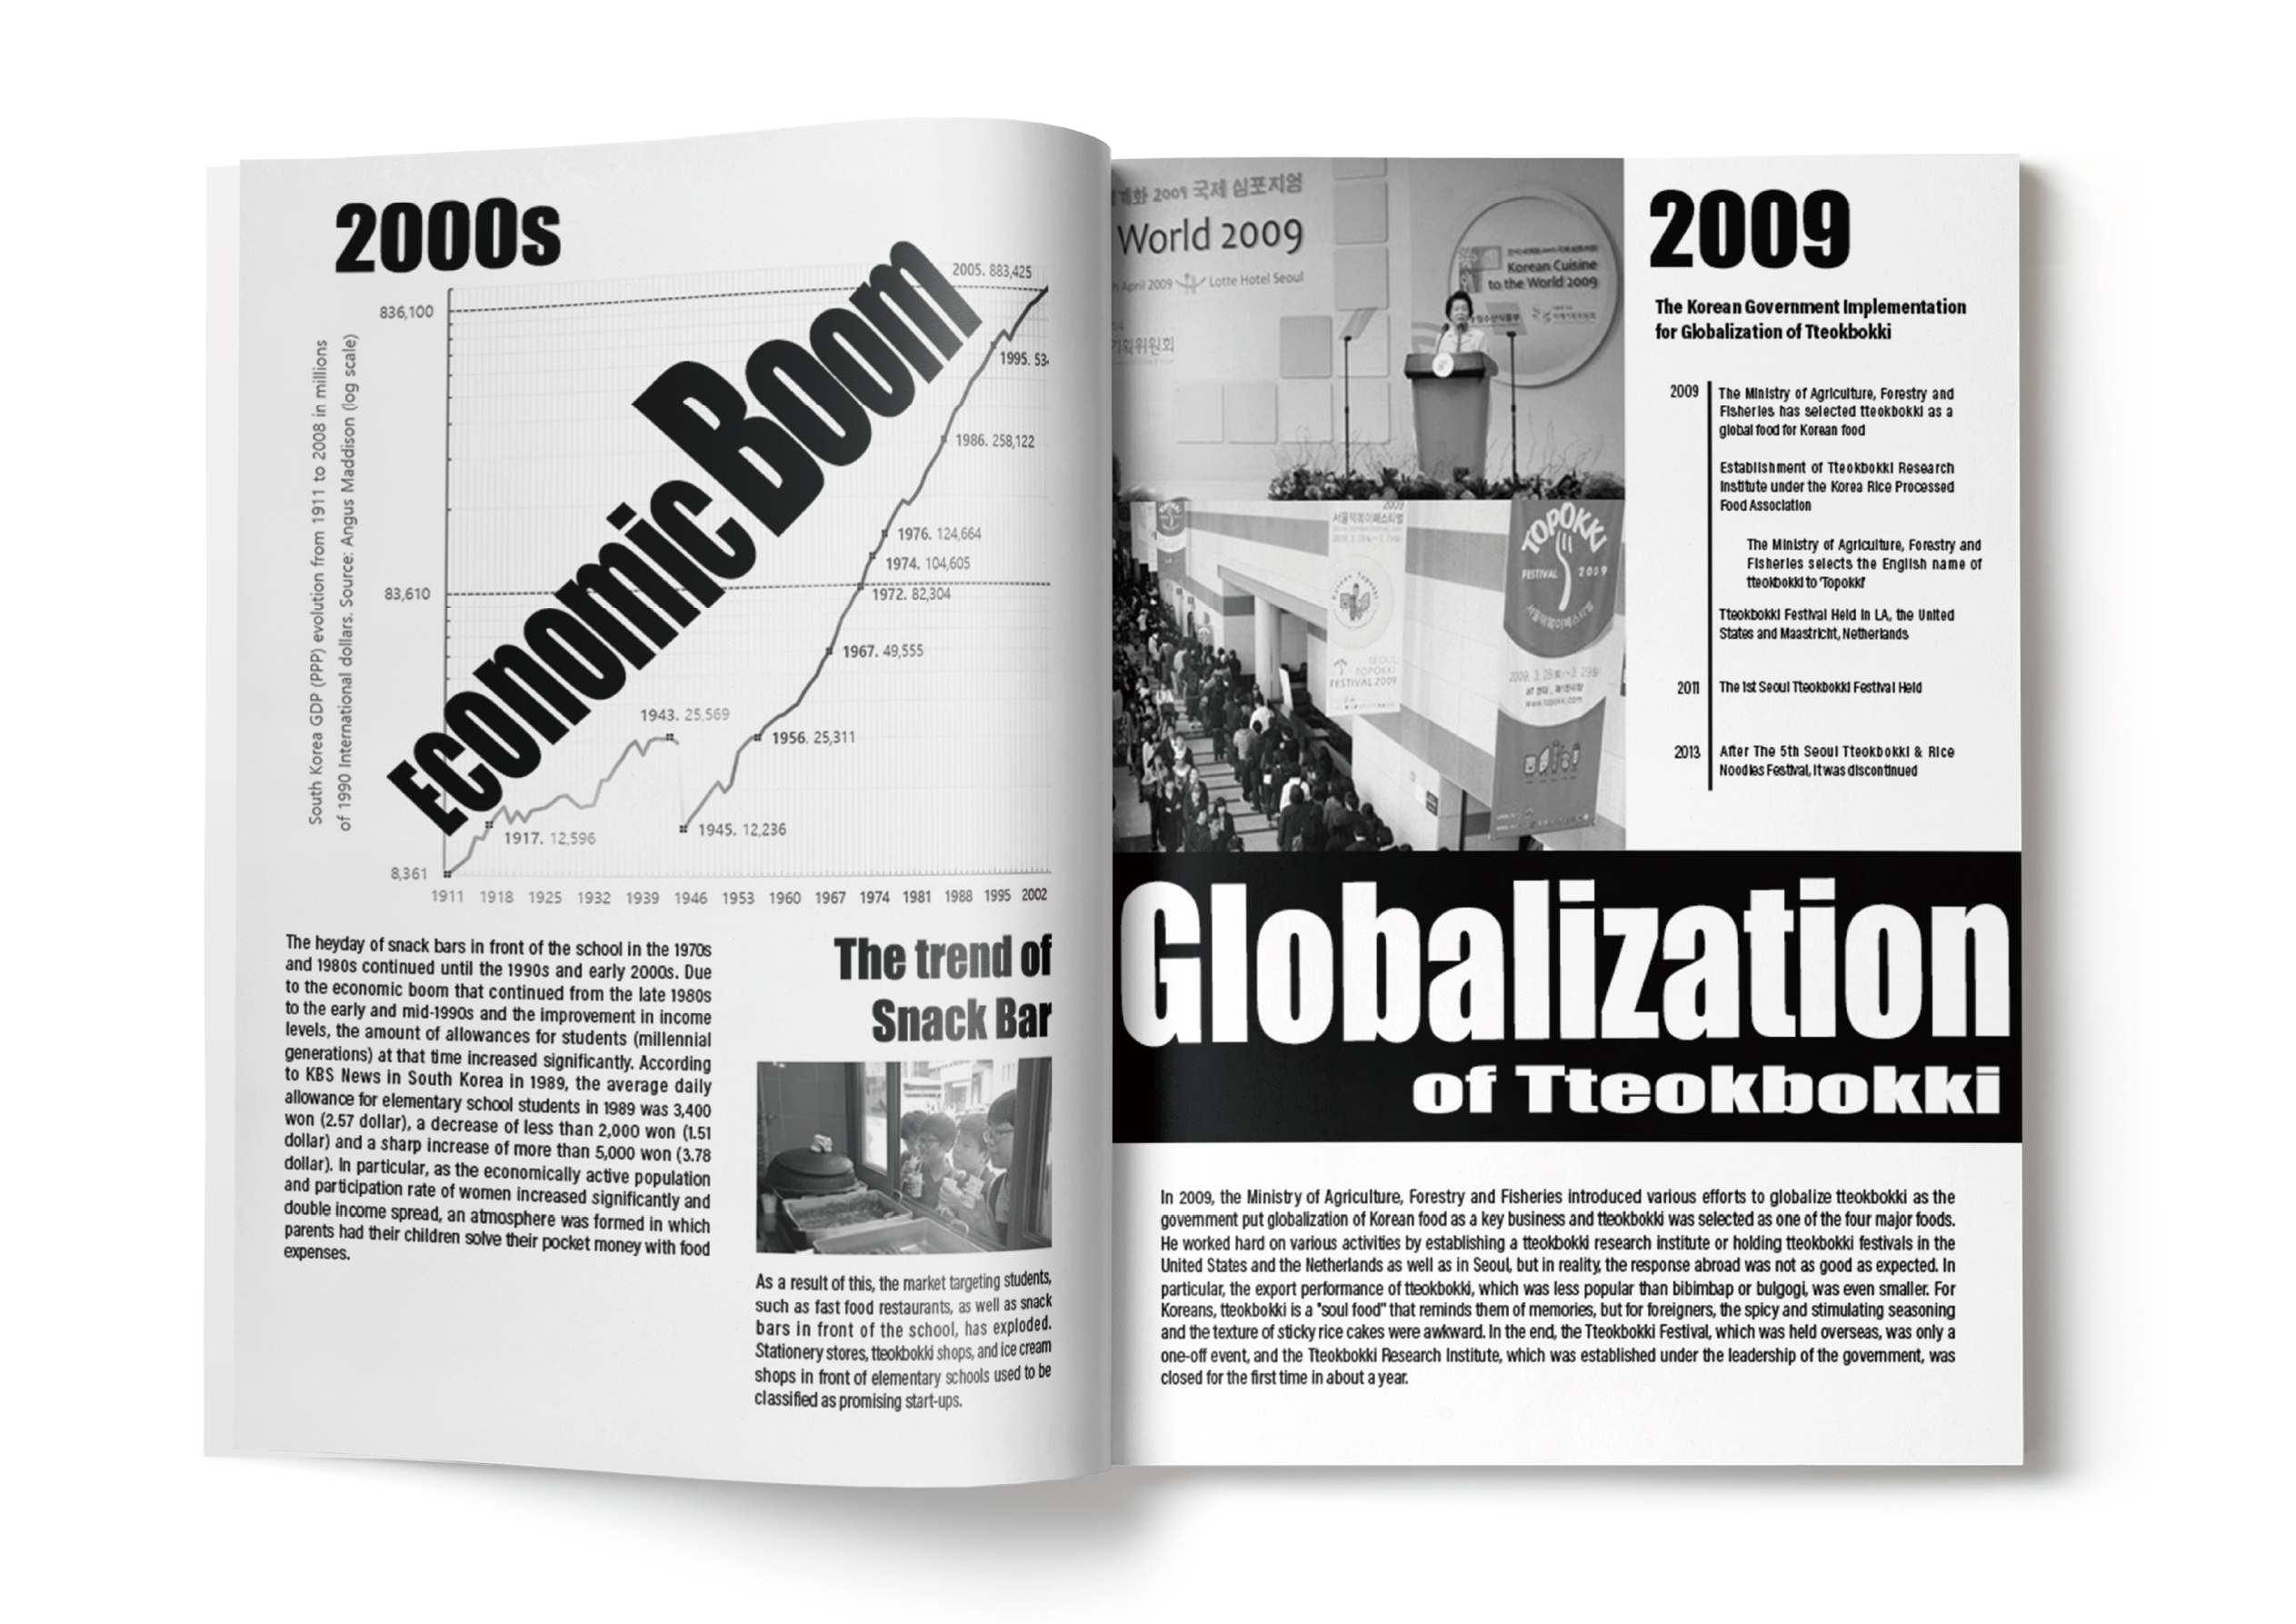 2000s
Economic Boom
South Korea GDP (PPP) evolution from 1911 to 2008 in millions
of 1990 International dollars. Source: Angus Maddison (log scale)
836,100
83,610
8,361
2005. 883,425
1995. 53
1986. 258,122
1976. 124,664
1974. 104,605
1972. 82,304
1967. 49,555
1943. 25,569
1956. 25,311
1945. 12,236
1917. 12,596
1911 1918 1925 1932 1939 1946 1953 1960 1967 1974 1981 1988 1995 2002
The heyday of snack bars in front of the school in the 1970s
and 1980s continued until the 1990s and early 2000s. Due
to the economic boom that continued from the late 1980s
to the early and mid-1990s and the improvement in income
levels, the amount of allowances for students (millennial
generations) at that time increased significantly. According
to KBS News in South Korea in 1989, the average daily
allowance for elementary school students in 1989 was 3,400
won (2.57 dollar), a decrease of less than 2,000 won (1.51
dollar) and a sharp increase of more than 5,000 won (3.78
dollar). In particular, as the economically active population
and participation rate of women increased significantly and
double income spread, an atmosphere was formed in which
parents had their children solve their pocket money with food
expenses.
The trend of
Snack Bar
As a result of this, the market targeting students,
such as fast food restaurants, as well as snack
bars in front of the school, has exploded.
Stationery stores, tteokbokki shops, and ice cream
shops in front of elementary schools used to be
classified as promising start-ups.
계화 2009 국제 심포지엄
World 2009
April 2009 Lotte Hotel Seoul
기획위원회
Korean Cuisine
to the World 2009
2009
서울떡볶이페스티벌
Korean Topokki
SEOUL
TOPOKKI
FESTIVAL 2009
TOPOKKI
FESTIVAL 2009
서울떡볶이페스티벌
2009. 3. 28(토)~3. 29(일)
www.topokki.com
2009
The Korean Government Implementation
for Globalization of Tteokbokki
2009 The Ministry of Agriculture, Forestry and
Fisheries has selected tteokbokki as a
global food for Korean food
Establishment of Tteokbokki Research
Institute under the Korea Rice Processed
Food Association
The Ministry of Agriculture, Forestry and
Fisheries selects the English name of
tteokbokki to 'Topokki'
Tteokbokki Festival Held in LA, the United
States and Maastricht, Netherlands
2011 The 1st Seoul Tteokbokki Festival Held
2013 After The 5th Seoul Tteokbokki & Rice
Noodles Festival, it was discontinued
Globalization
of Tteokbokki
In 2009, the Ministry of Agriculture, Forestry and Fisheries introduced various efforts to globalize tteokbokki as the
government put globalization of Korean food as a key business and tteokbokki was selected as one of the four major foods.
He worked hard on various activities by establishing a tteokbokki research institute or holding tteokbokki festivals in the
United States and the Netherlands as well as in Seoul, but in reality, the response abroad was not as good as expected. In
particular, the export performance of tteokbokki, which was less popular than bibimbap or bulgogi, was even smaller. For
Koreans, tteokbokki is a "soul food" that reminds them of memories, but for foreigners, the spicy and stimulating seasoning
and the texture of sticky rice cakes were awkward. In the end, the Tteokbokki Festival, which was held overseas, was only a
one-off event, and the Tteokbokki Research Institute, which was established under the leadership of the government, was
closed for the first time in about a year.